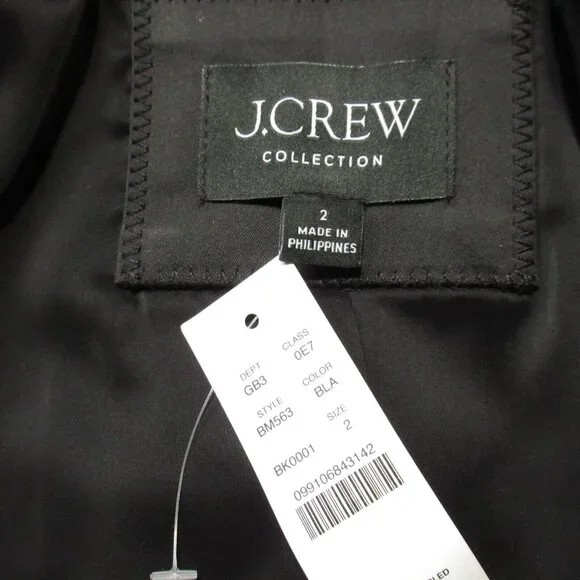 J.CREW
COLLECTION
2
MADE IN
PHILIPPINES
DEPT CLASS
GB3 0E7
STYLE COLOR
BM563 BLA
SIZE
BK0001 2
099106843142